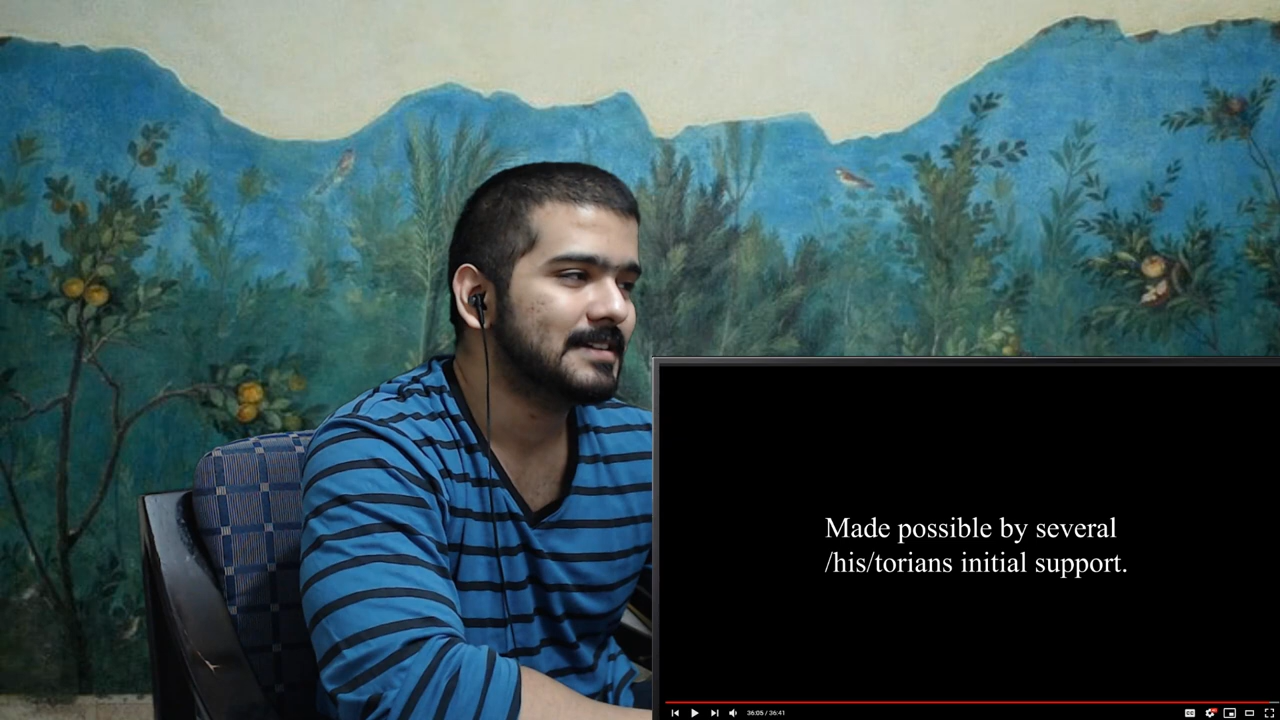 Made possible by several
/his/torians initial support.
36:05 / 36:41